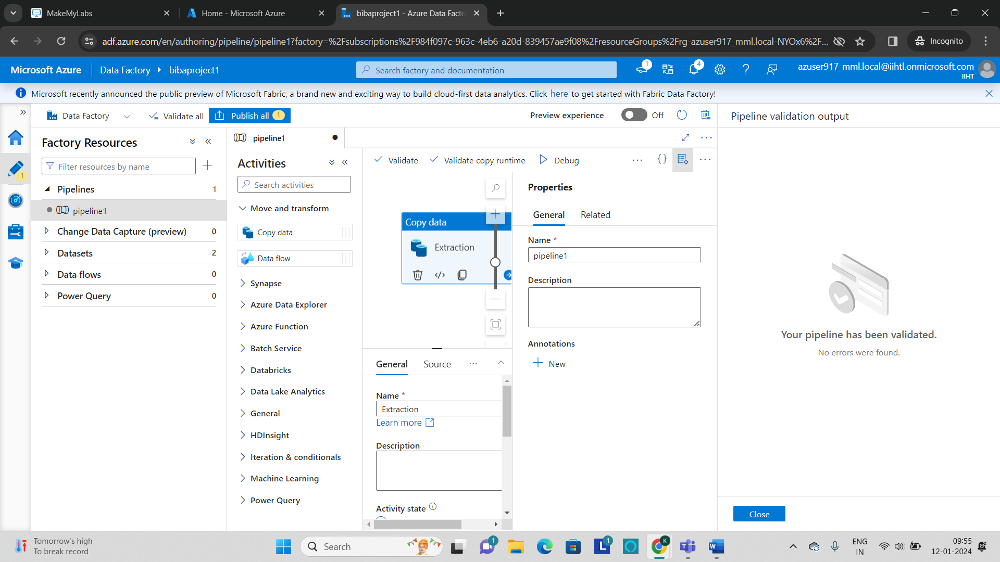 MakeMyLabs
Home - Microsoft Azure
bibaproject1 - Azure Data Facto
adf.azure.com/en/authoring/pipeline/pipeline1?factory=%2Fsubscriptions%2F984f097c-963c-4eb6-a20d-839457ae9f08%2FresourceGroups%2Frg-azuser917_mml.local-NYOx6%2F...
Incognito
Microsoft Azure
Data Factory
bibaproject1
Search factory and documentation
1
4
azuser917_mml.local@iihtl.onmicrosoft.com
IIHT
Microsoft recently announced the public preview of Microsoft Fabric, a brand new and exciting way to build cloud-first data analytics. Click here to get started with Fabric Data Factory!
Data Factory
Validate all
Publish all 1
Preview experience
Off
Pipeline validation output
1
Factory Resources
Filter resources by name
Pipelines 1
pipeline1
Change Data Capture (preview) 0
Datasets 2
Data flows 0
Power Query 0
pipeline1
Activities
Search activities
Move and transform
Copy data
Data flow
Synapse
Azure Data Explorer
Azure Function
Batch Service
Databricks
Data Lake Analytics
General
HDInsight
Iteration & conditionals
Machine Learning
Power Query
Validate
Validate copy runtime
Debug
{}
Copy data
Extraction
General
Source
Name *
Extraction
Learn more
Description
Activity state
Properties
General
Related
Name *
pipeline1
Description
Annotations
New
Your pipeline has been validated.
No errors were found.
Close
Tomorrow's high
To break record
Search
1
1
K
ENG
IN
09:55
12-01-2024